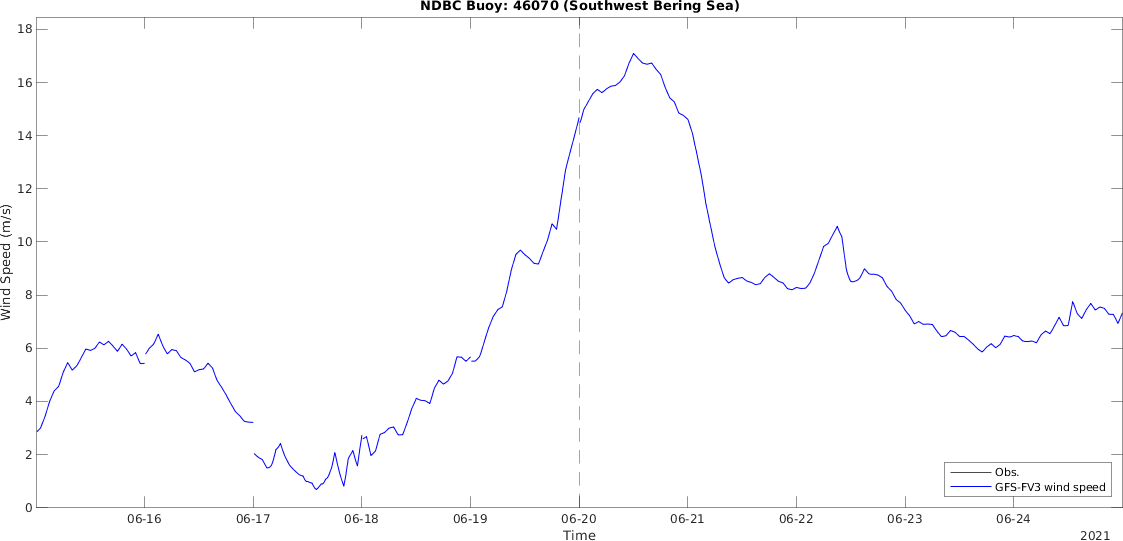 NDBC Buoy: 46070 (Southwest Bering Sea)
18
16
14
12
10
8
6
4
2
0
Wind Speed (m/s)
06-16 06-17 06-18 06-19 06-20 06-21 06-22 06-23 06-24
Time
2021
Obs.
GFS-FV3 wind speed